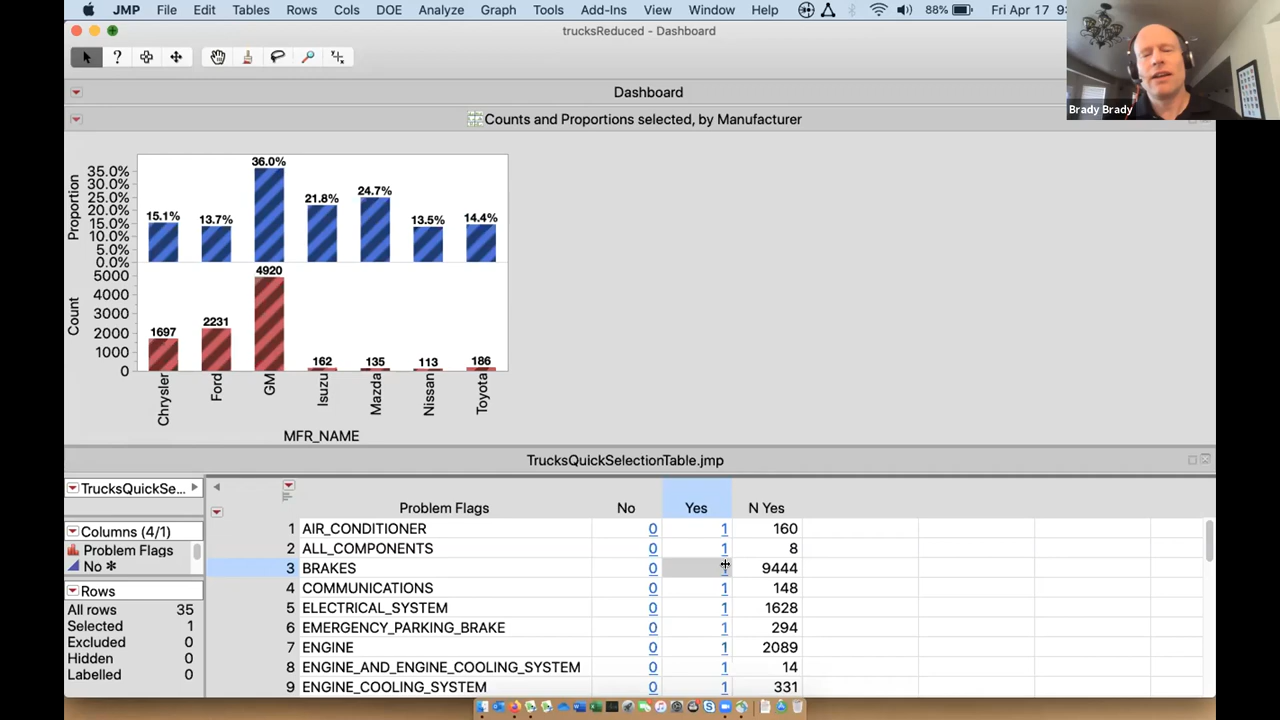 JMP File Edit Tables Rows Cols DOE Analyze Graph Tools Add-Ins View Window Help 88% Fri Apr 17
trucksReduced - Dashboard
?
Brady Brady
Dashboard
Counts and Proportions selected, by Manufacturer
Proportion
35.0%
30.0%
25.0%
20.0%
15.0%
10.0%
5.0%
0.0%
15.1% 13.7% 36.0% 21.8% 24.7% 13.5% 14.4%
Count
5000
4000
3000
2000
1000
0
1697 2231 4920 162 135 113 186
Chrysler Ford GM Isuzu Mazda Nissan Toyota
MFR_NAME
TrucksQuickSelectionTable.jmp
TrucksQuickSe...
Columns (4/1)
Problem Flags
No
Rows
All rows 35
Selected 1
Excluded 0
Hidden 0
Labelled 0
Problem Flags No Yes N Yes
1 AIR_CONDITIONER 0 1 160
2 ALL_COMPONENTS 0 1 8
3 BRAKES 0 9444
4 COMMUNICATIONS 0 1 148
5 ELECTRICAL_SYSTEM 0 1 1628
6 EMERGENCY_PARKING_BRAKE 0 1 294
7 ENGINE 0 1 2089
8 ENGINE_AND_ENGINE_COOLING_SYSTEM 0 1 14
9 ENGINE_COOLING_SYSTEM 0 1 331